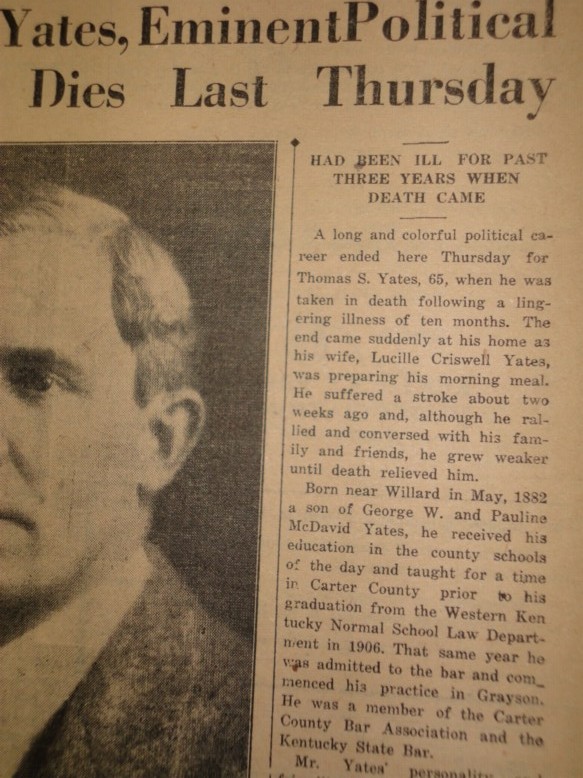 Yates, Eminent Political
Dies Last Thursday
HAD BEEN ILL FOR PAST
THREE YEARS WHEN
DEATH CAME
A long and colorful political ca-
reer ended here Thursday for
Thomas S. Yates, 65, when he was
taken in death following a ling-
ering illness of ten months. The
end came suddenly at his home as
his wife, Lucille Criswell Yates,
was preparing his morning meal.
He suffered a stroke about two
weeks ago and, although he ral-
lied and conversed with his fam-
ily and friends, he grew weaker
until death relieved him.
Born near Willard in May, 1882
a son of George W. and Pauline
McDavid Yates, he received his
education in the county schools
of the day and taught for a time
in Carter County prior to his
graduation from the Western Ken
tucky Normal School Law Depart-
ment in 1906. That same year he
was admitted to the bar and com_
menced his practice in Grayson.
He was a member of the Carter
County Bar Association and the
Kentucky State Bar.
Mr. Yates' personality